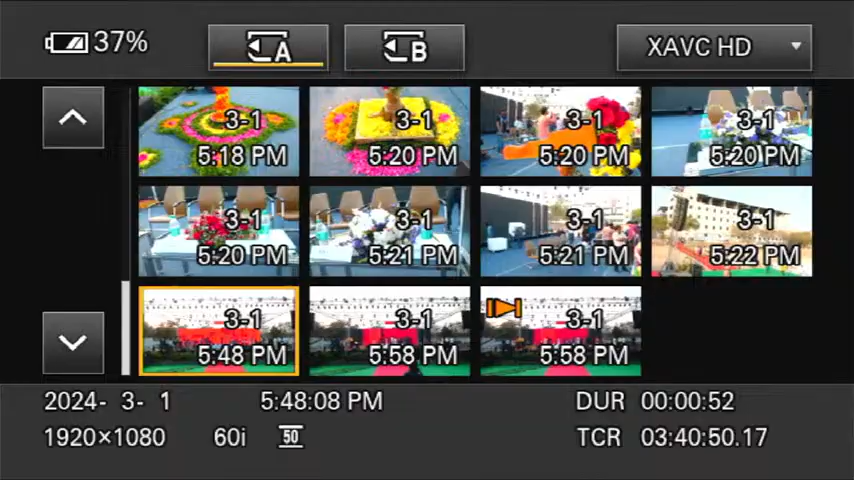 37% A B XAVC HD
3-1 3-1 3-1 3-1
5:18 PM 5:20 PM 5:20 PM 5:20 PM
3-1 3-1 3-1 3-1
5:20 PM 5:21 PM 5:21 PM 5:22 PM
3-1 3-1 3-1
5:48 PM 5:58 PM 5:58 PM
2024- 3- 1 5:48:08 PM DUR 00:00:52
1920×1080 60i 50 TCR 03:40:50.17